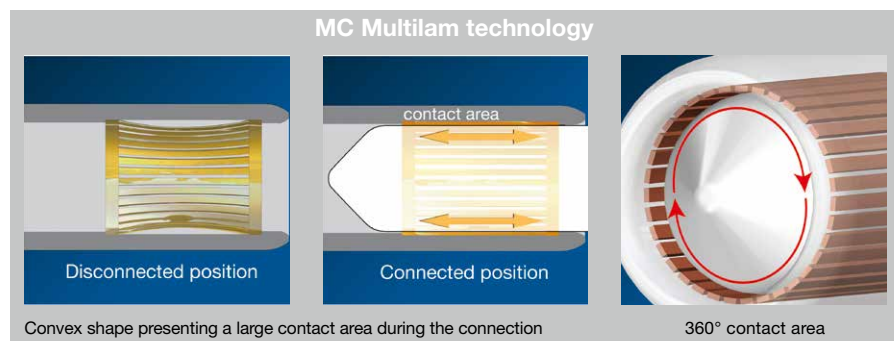 MC Multilam technology
contact area
Disconnected position
Connected position
Convex shape presenting a large contact area during the connection
360° contact area